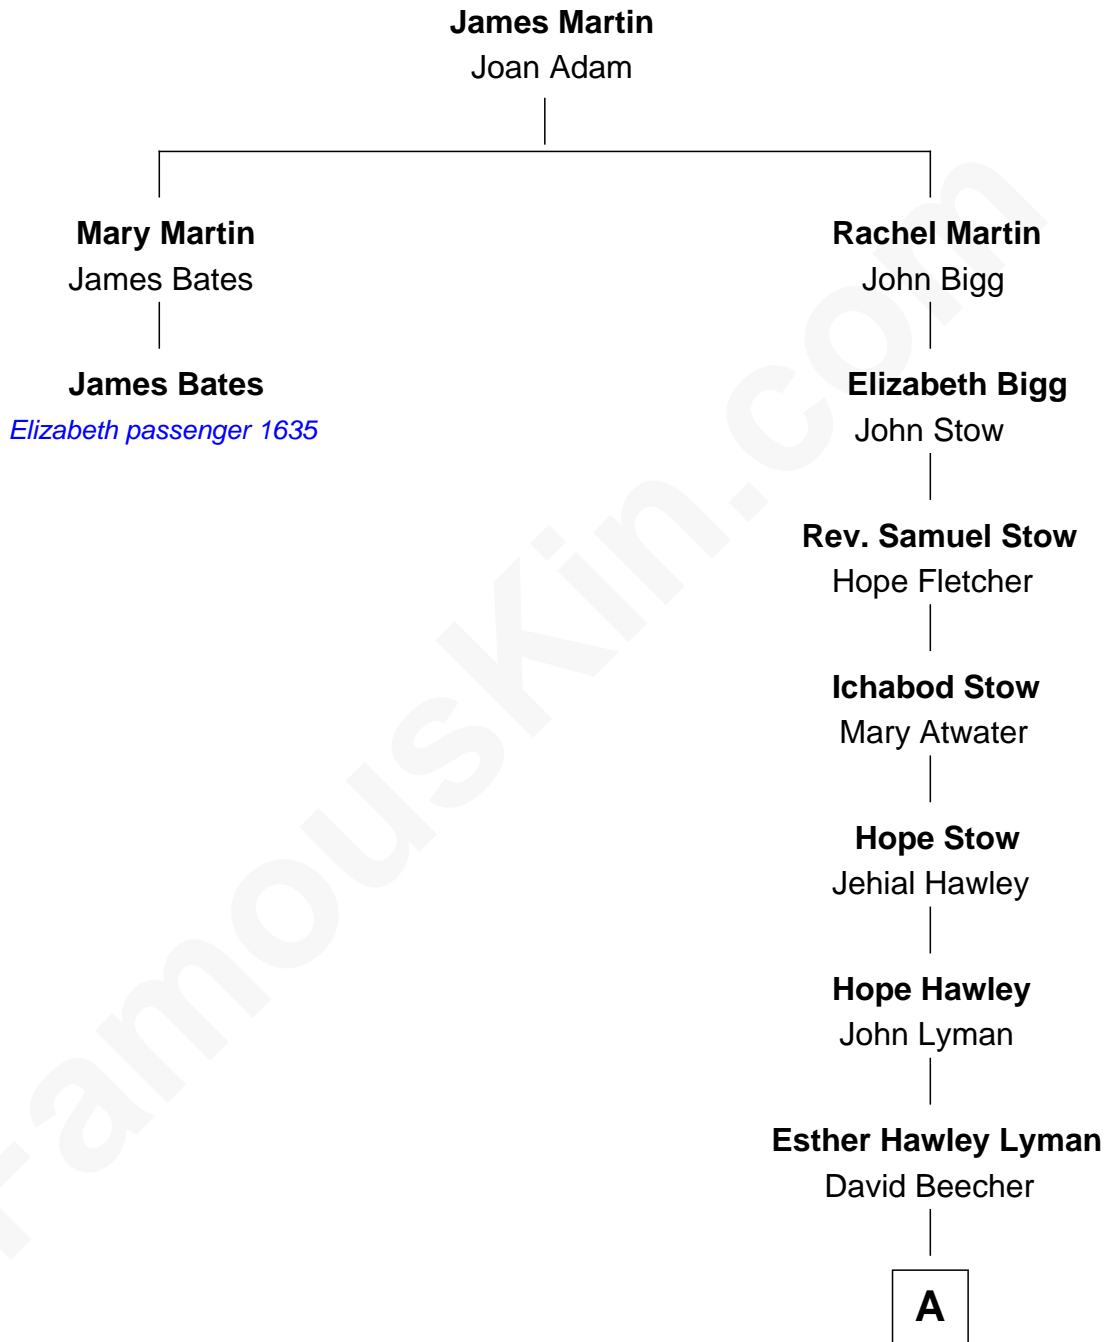 James Martin
Joan Adam
Mary Martin
James Bates
Rachel Martin
John Bigg
James Bates
Elizabeth passenger 1635
Elizabeth Bigg
John Stow
Rev. Samuel Stow
Hope Fletcher
Ichabod Stow
Mary Atwater
Hope Stow
Jehial Hawley
Hope Hawley
John Lyman
Esther Hawley Lyman
David Beecher
A
FamousKin.com